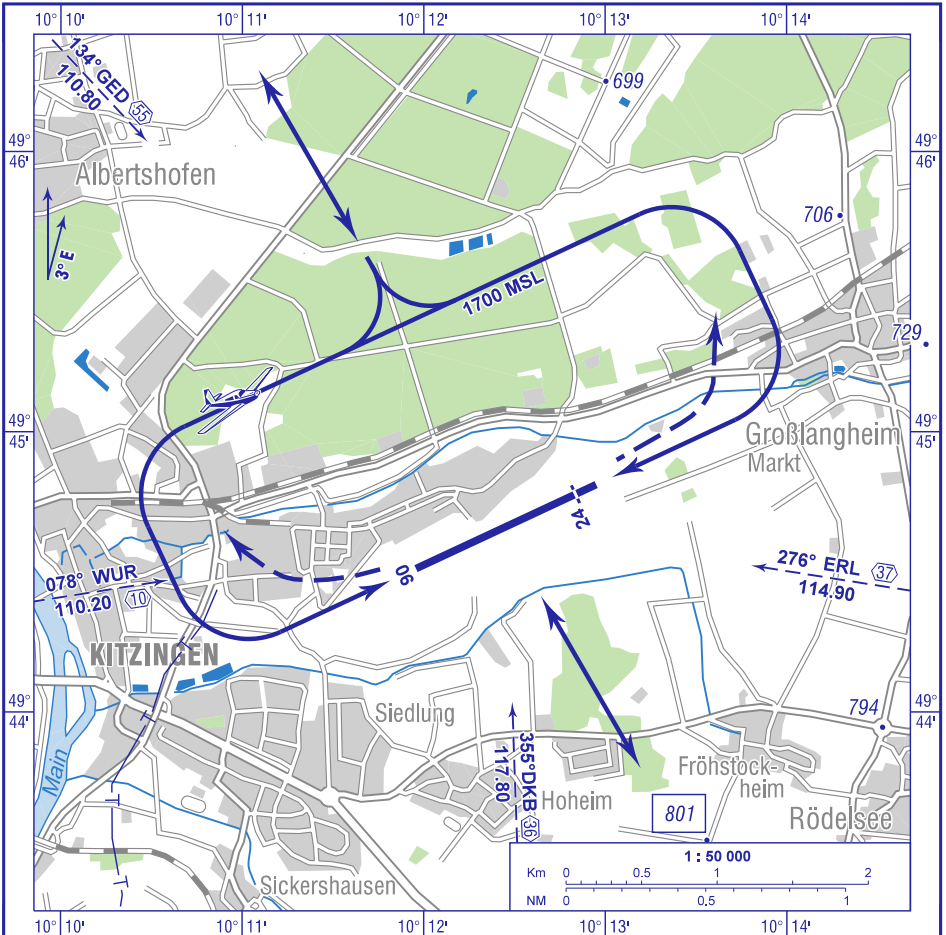 10° 10'
10° 11'
10° 12'
10° 13'
10° 14'
134° GED
110.80
55
699
49°
46'
49°
46'
Albertshofen
706
3° E
1700 MSL
729
49°
45'
49°
45'
Großlangheim
Markt
24
06
078° WUR
110.20
10
276° ERL
37
114.90
KITZINGEN
T
49°
44'
794
49°
44'
Siedlung
T
355° DKB
36
117.80
Main
Fröhstock-
heim
Hoheim
T
801
Rödelsee
1 : 50 000
Km 0 0.5 1 2
NM 0 0.5 1
T
Sickershausen
10° 10'
10° 11'
10° 12'
10° 13'
10° 14'